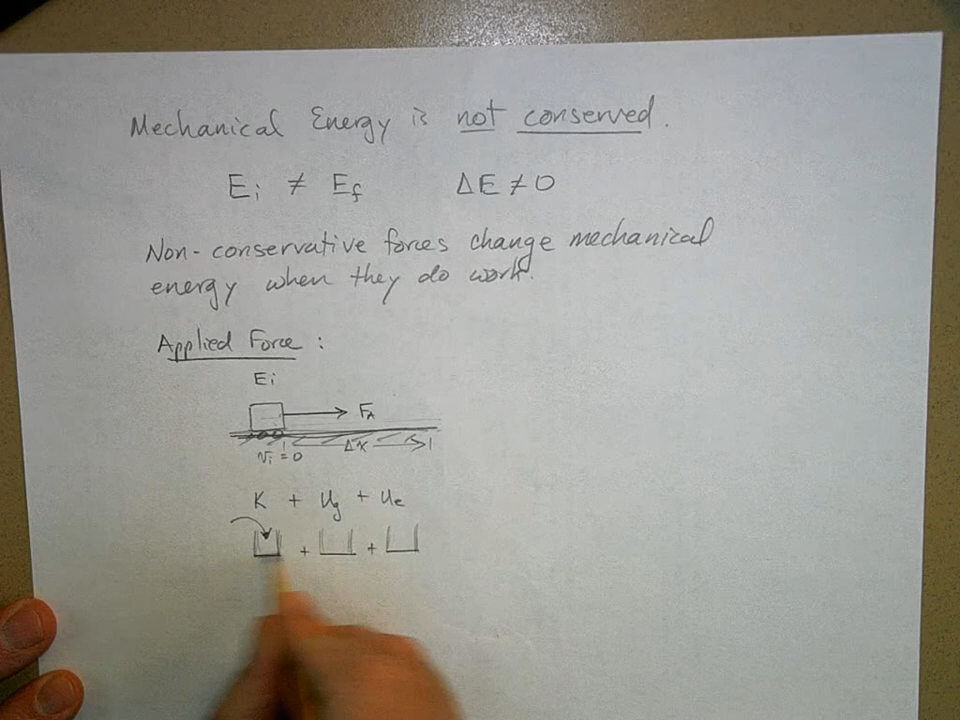 Mechanical Energy is not conserved.
Ei ≠ Ef ΔE ≠ 0
Non-conservative forces change mechanical
energy when they do work.
Applied Force :
Ei
FA
Δx
vi = 0
K + Ug + Ue
+ +